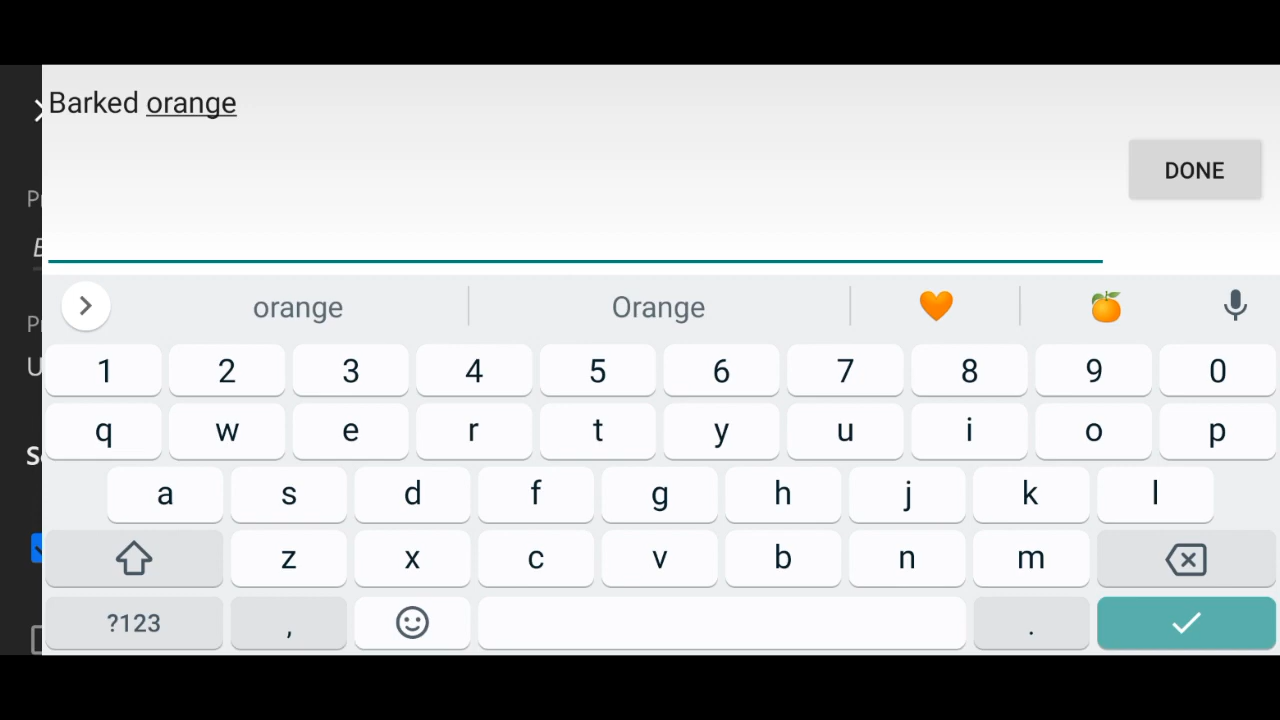 Barked orange
DONE
P
E
orange Orange 🧡 🍊
P
U
1 2 3 4 5 6 7 8 9 0
q w e r t y u i o p
S
a s d f g h j k l
z x c v b n m
?123 , .